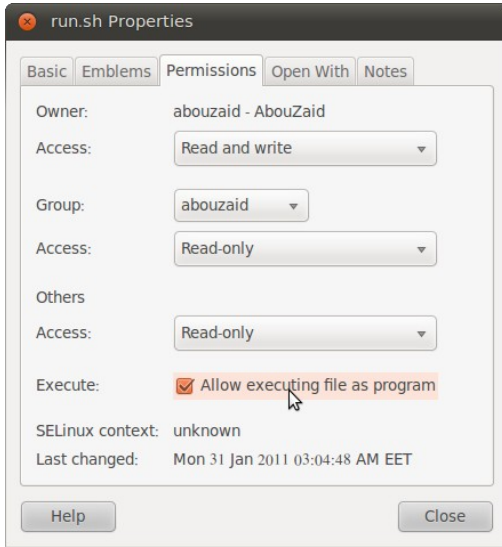 run.sh Properties
Basic Emblems Permissions Open With Notes
Owner: abouzaid - AbouZaid
Access: Read and write
Group: abouzaid
Access: Read-only
Others
Access: Read-only
Execute: Allow executing file as program
SELinux context: unknown
Last changed: Mon 31 Jan 2011 03:04:48 AM EET
Help Close